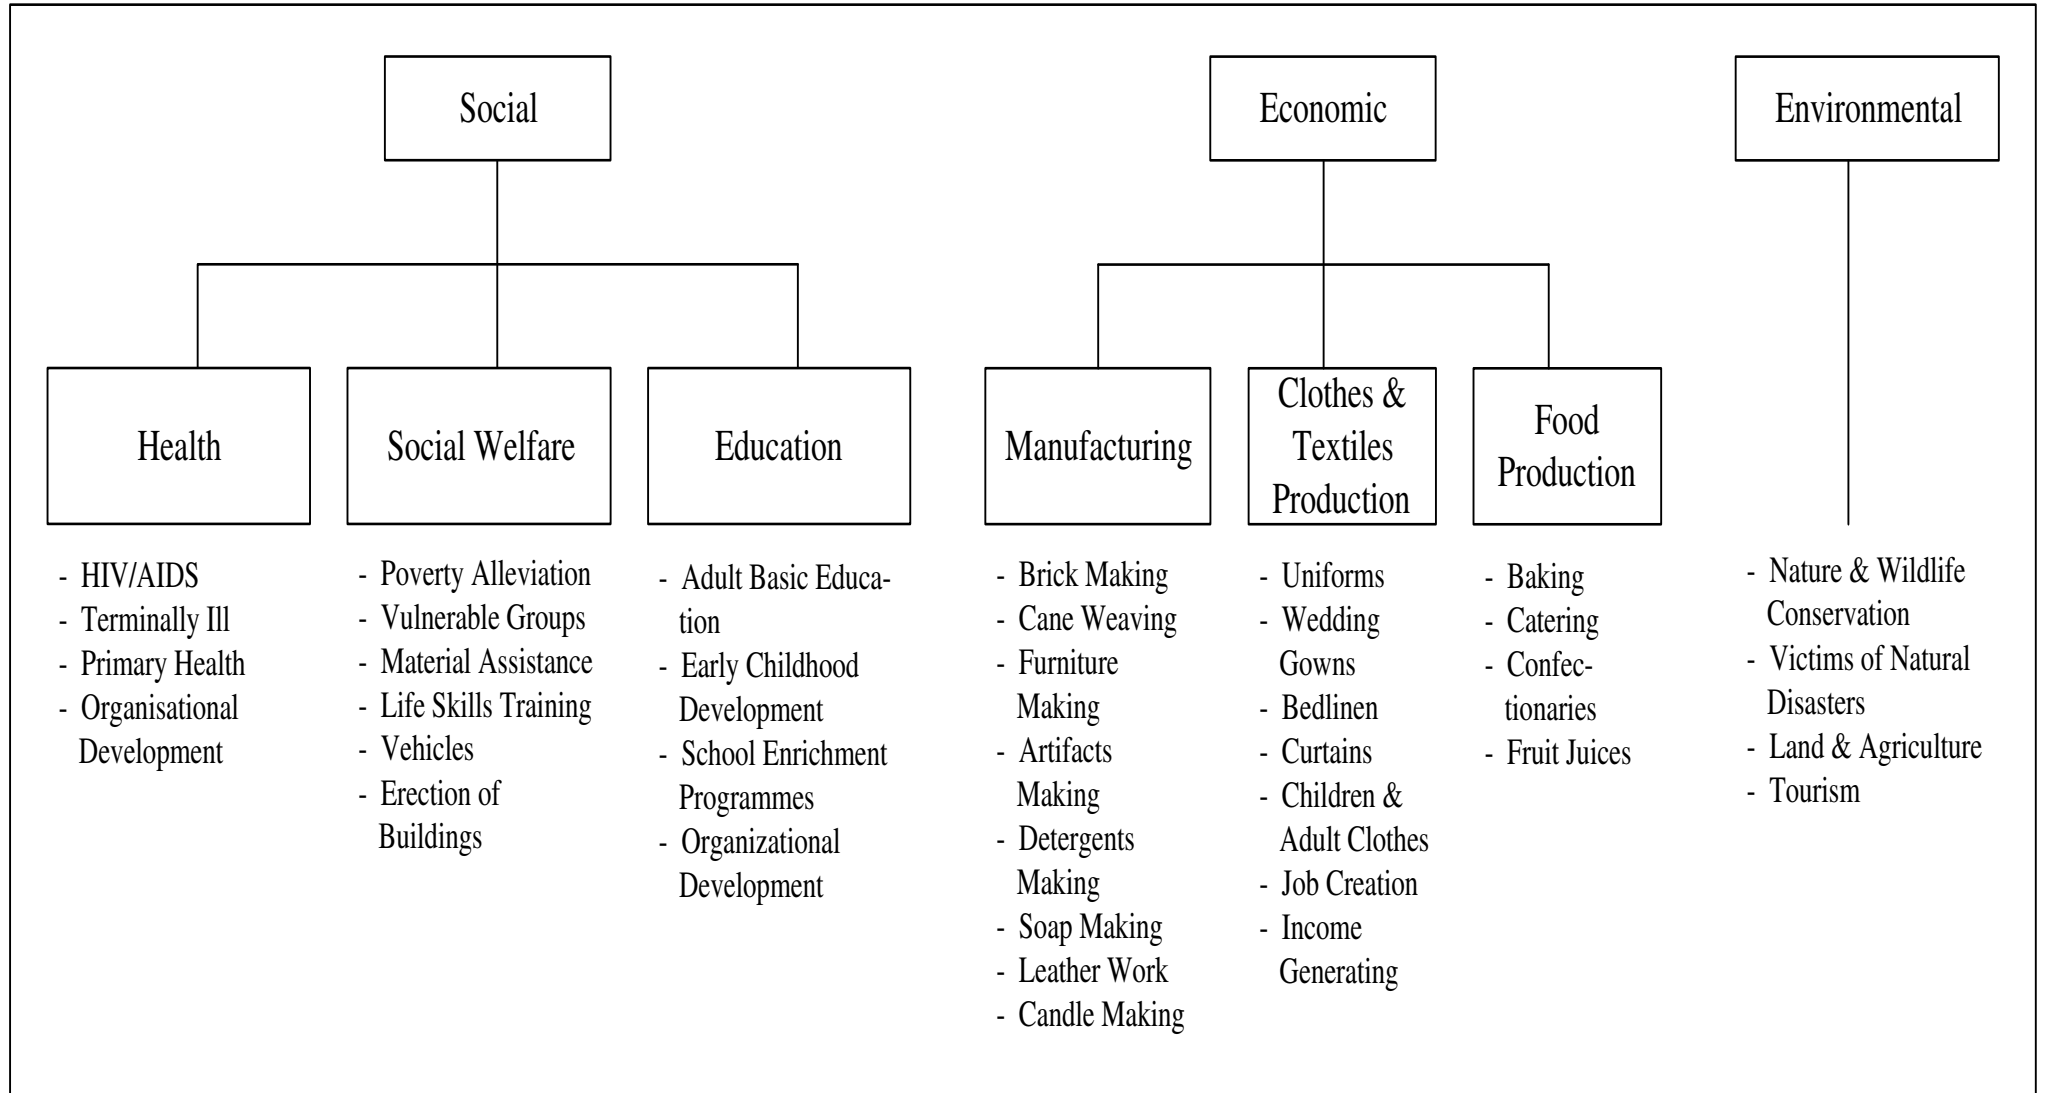 Social
Economic
Environmental
Health
Social Welfare
Education
Manufacturing
Clothes &
Textiles
Production
Food
Production
- HIV/AIDS
- Terminally Ill
- Primary Health
- Organisational
Development
- Poverty Alleviation
- Vulnerable Groups
- Material Assistance
- Life Skills Training
- Vehicles
- Erection of
Buildings
- Adult Basic Educa-
tion
- Early Childhood
Development
- School Enrichment
Programmes
- Organizational
Development
- Brick Making
- Cane Weaving
- Furniture
Making
- Artifacts
Making
- Detergents
Making
- Soap Making
- Leather Work
- Candle Making
- Uniforms
- Wedding
Gowns
- Bedlinen
- Curtains
- Children &
Adult Clothes
- Job Creation
- Income
Generating
- Baking
- Catering
- Confec-
tionaries
- Fruit Juices
- Nature & Wildlife
Conservation
- Victims of Natural
Disasters
- Land & Agriculture
- Tourism